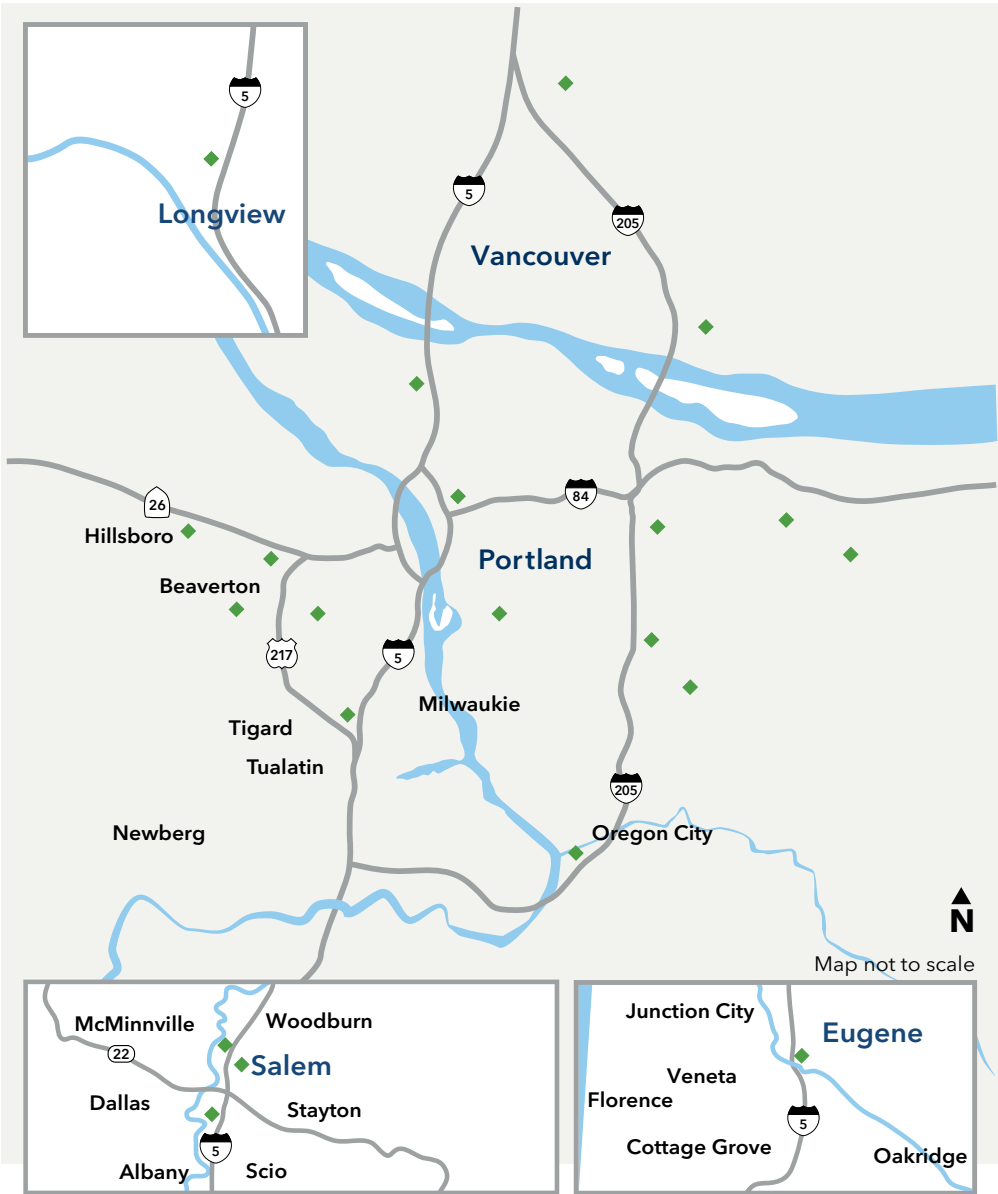 5
Longview
5
205
Vancouver
26
84
Hillsboro
Portland
Beaverton
217
5
Milwaukie
Tigard
Tualatin
205
Newberg
Oregon City
N
Map not to scale
McMinnville
Woodburn
22
Salem
Dallas
Stayton
5
Albany
Scio
Junction City
Eugene
Veneta
Florence
5
Cottage Grove
Oakridge